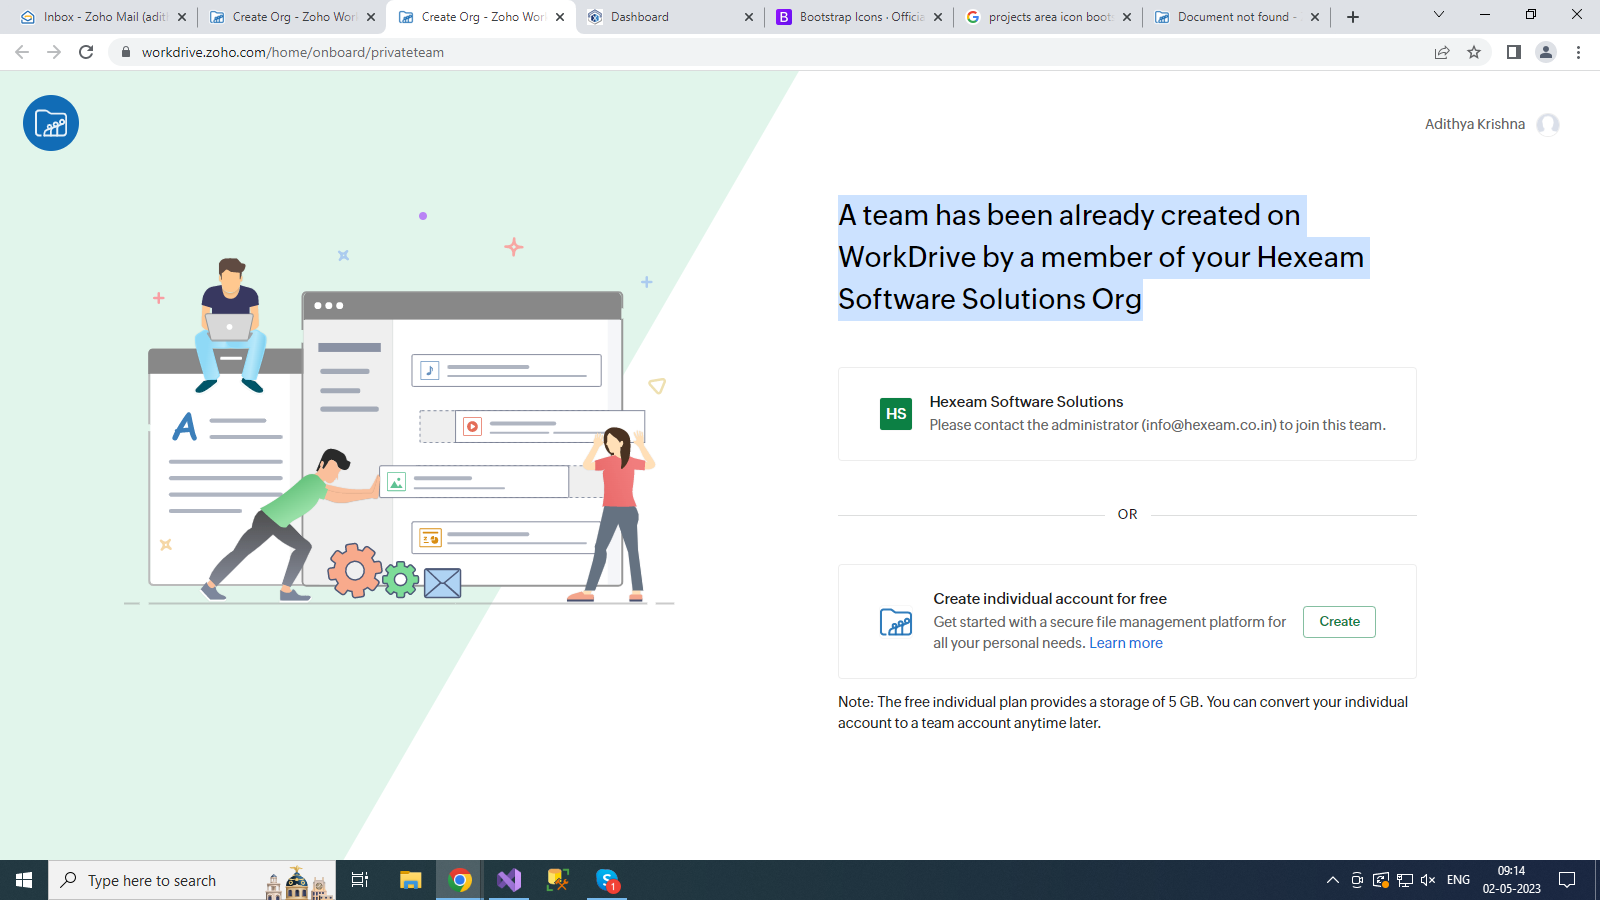 Inbox - Zoho Mail (adit
Create Org - Zoho Wor
Create Org - Zoho Wor
Dashboard
Bootstrap Icons · Officia
projects area icon boots
Document not found -
workdrive.zoho.com/home/onboard/privateteam
Adithya Krishna
A team has been already created on
WorkDrive by a member of your Hexeam
Software Solutions Org
HS
Hexeam Software Solutions
Please contact the administrator (info@hexeam.co.in) to join this team.
OR
Create individual account for free
Get started with a secure file management platform for
all your personal needs. Learn more
Create
Note: The free individual plan provides a storage of 5 GB. You can convert your individual
account to a team account anytime later.
A
Type here to search
1
ENG
09:14
02-05-2023